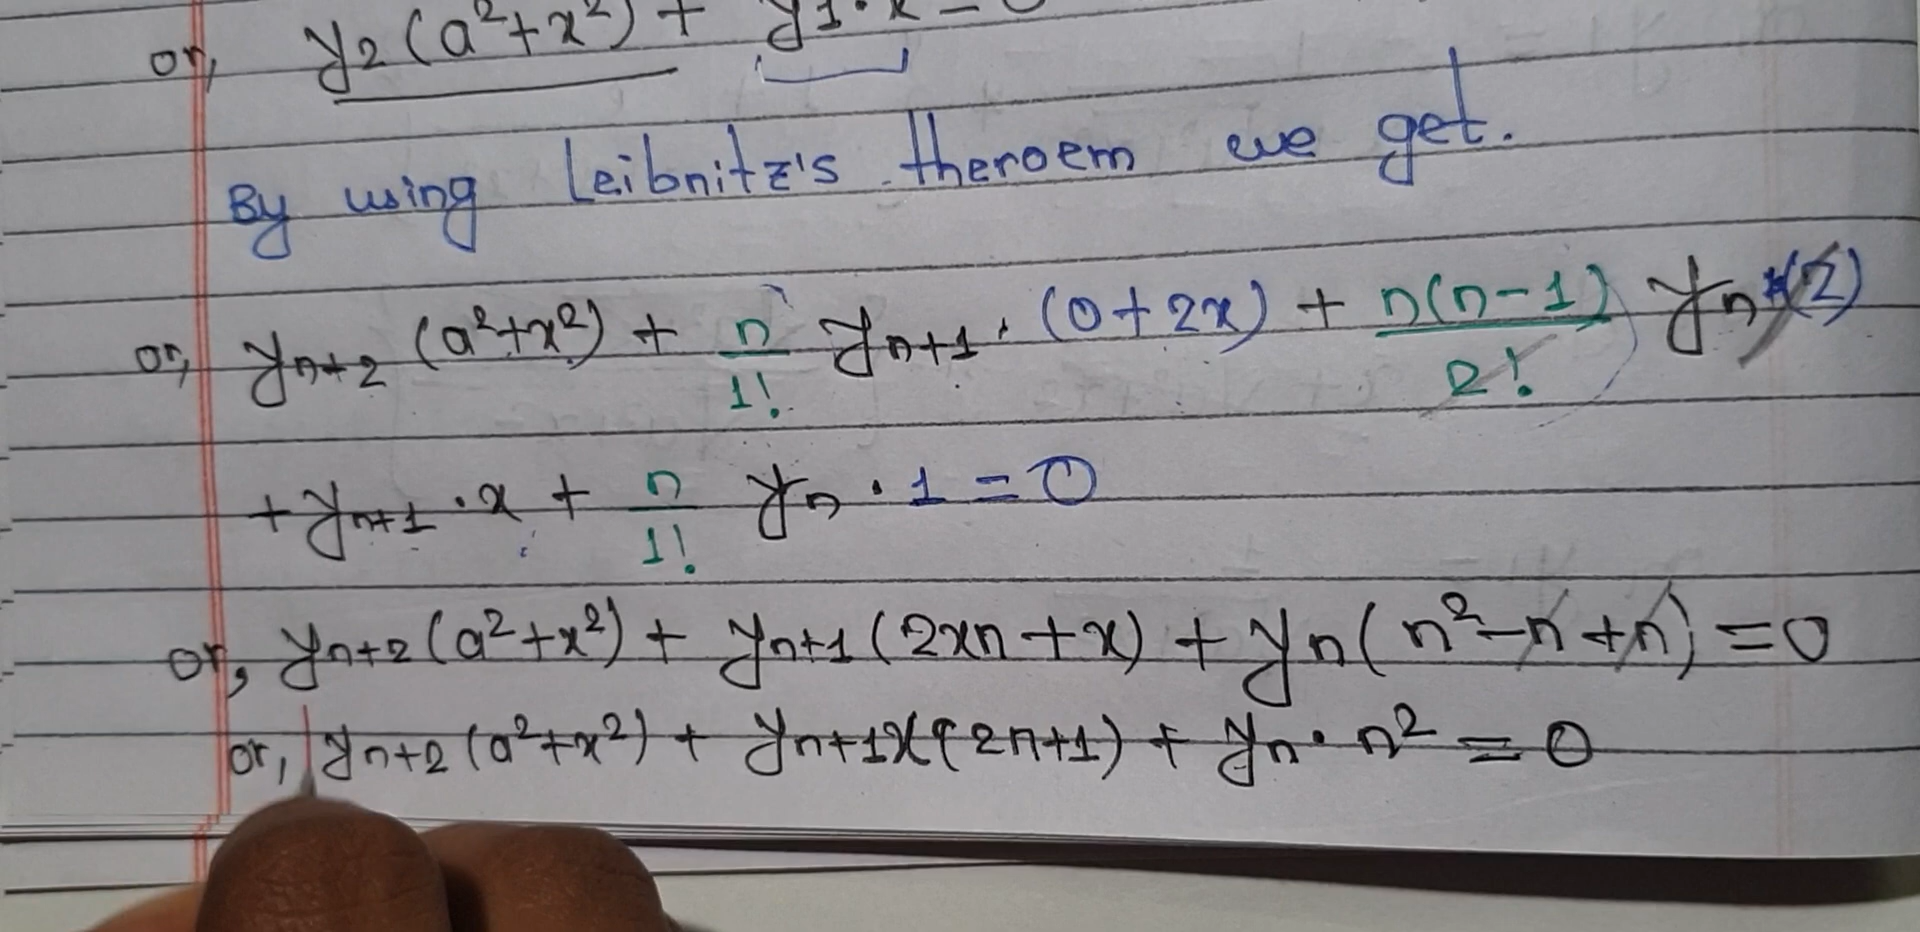 or, y₂ (a²+x²) + y₁·x = 0
By using Leibnitz's theroem we get.
or, yₙ₊₂ (a²+x²) + n/1! yₙ₊₁ · (0+2x) + n(n-1)/2! yₙ (2)
+ yₙ₊₁ · x + n/1! yₙ · 1 = 0
or, yₙ₊₂ (a²+x²) + yₙ₊₁ (2xn+x) + yₙ (n²-n+n) = 0
or, yₙ₊₂ (a²+x²) + yₙ₊₁ x (2n+1) + yₙ · n² = 0